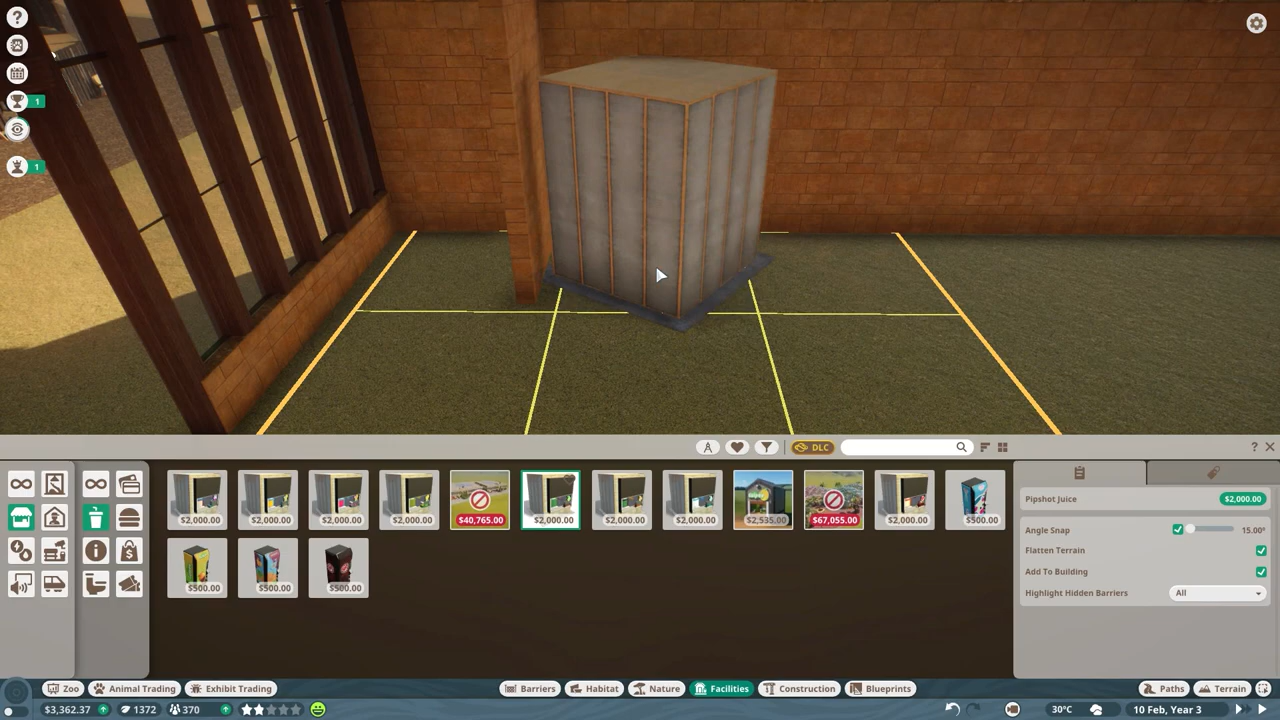 ?
1
1
DLC
? ×
$2,000.00 $2,000.00 $2,000.00 $2,000.00 $40,765.00 $2,000.00 $2,000.00 $2,000.00 $2,535.00 $67,055.00 $2,000.00 $500.00
$500.00 $500.00 $500.00
Pipshot Juice $2,000.00
Angle Snap 15.00°
Flatten Terrain
Add To Building
Highlight Hidden Barriers All
Zoo Animal Trading Exhibit Trading Barriers Habitat Nature Facilities Construction Blueprints Paths Terrain
$3,362.37 1372 370 30°C 10 Feb, Year 3